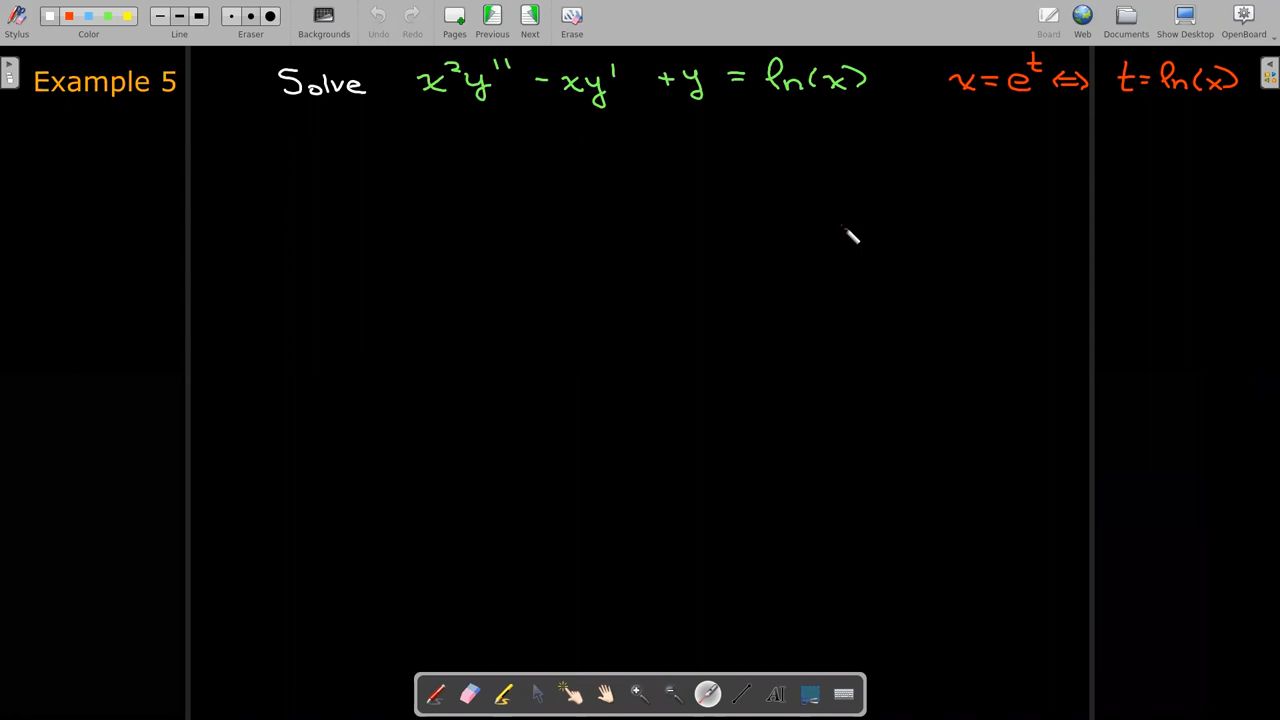 Stylus Color Line Eraser Backgrounds Undo Redo Pages Previous Next Erase Board Web Documents Show Desktop OpenBoard
Example 5 Solve x²y'' - xy' + y = ln(x) x = e^t ⇔ t = ln(x)
AI